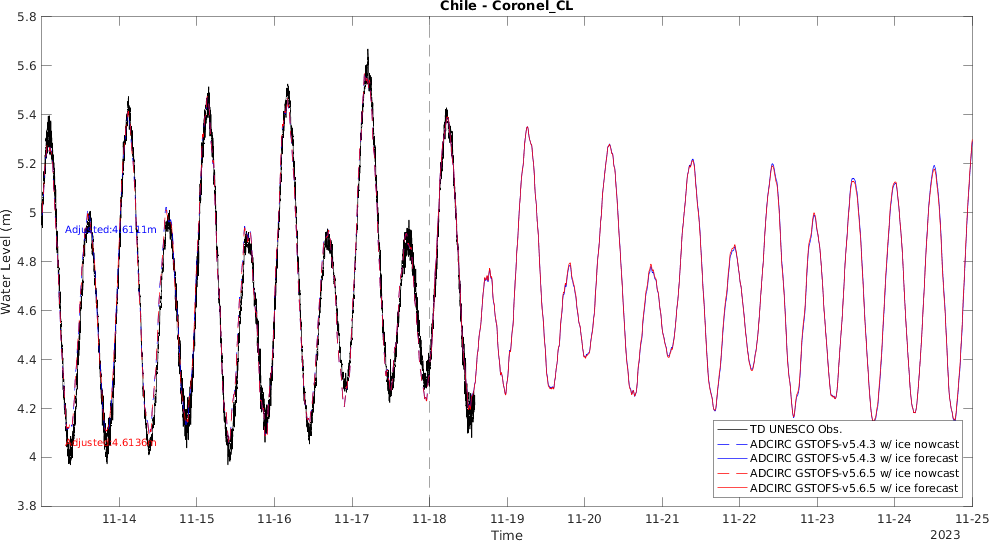 Chile - Coronel_CL
5.8
5.6
5.4
5.2
5
4.8
4.6
4.4
4.2
4
3.8
Water Level (m)
Adjusted:4.6111m
Adjusted:4.6136m
TD UNESCO Obs.
ADCIRC GSTOFS-v5.4.3 w/ ice nowcast
ADCIRC GSTOFS-v5.4.3 w/ ice forecast
ADCIRC GSTOFS-v5.6.5 w/ ice nowcast
ADCIRC GSTOFS-v5.6.5 w/ ice forecast
11-14 11-15 11-16 11-17 11-18 11-19 11-20 11-21 11-22 11-23 11-24 11-25
Time
2023